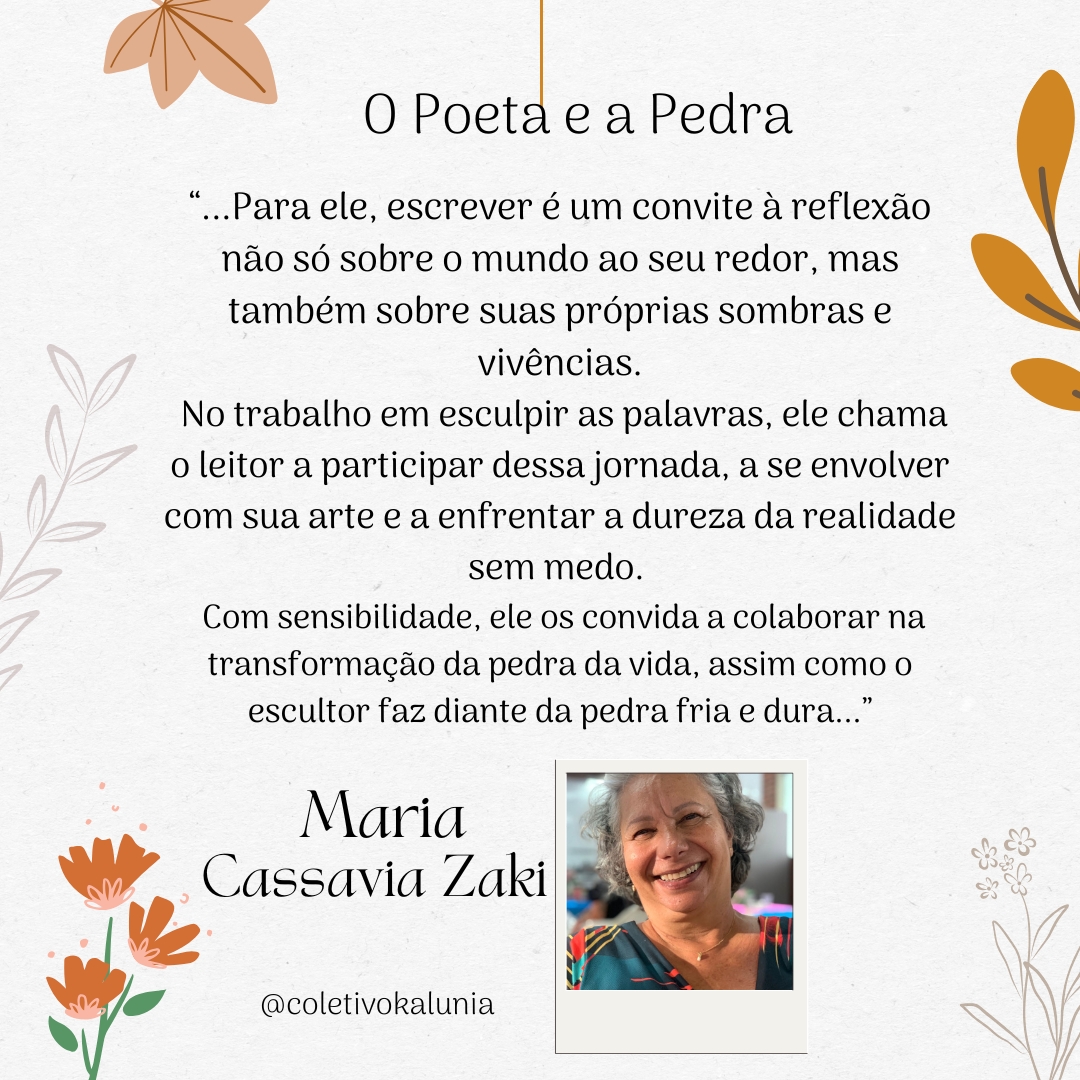 O Poeta e a Pedra
“...Para ele, escrever é um convite à reflexão
não só sobre o mundo ao seu redor, mas
também sobre suas próprias sombras e
vivências.
No trabalho em esculpir as palavras, ele chama
o leitor a participar dessa jornada, a se envolver
com sua arte e a enfrentar a dureza da realidade
sem medo.
Com sensibilidade, ele os convida a colaborar na
transformação da pedra da vida, assim como o
escultor faz diante da pedra fria e dura...”
Maria
Cassavia Zaki
@coletivokalunia